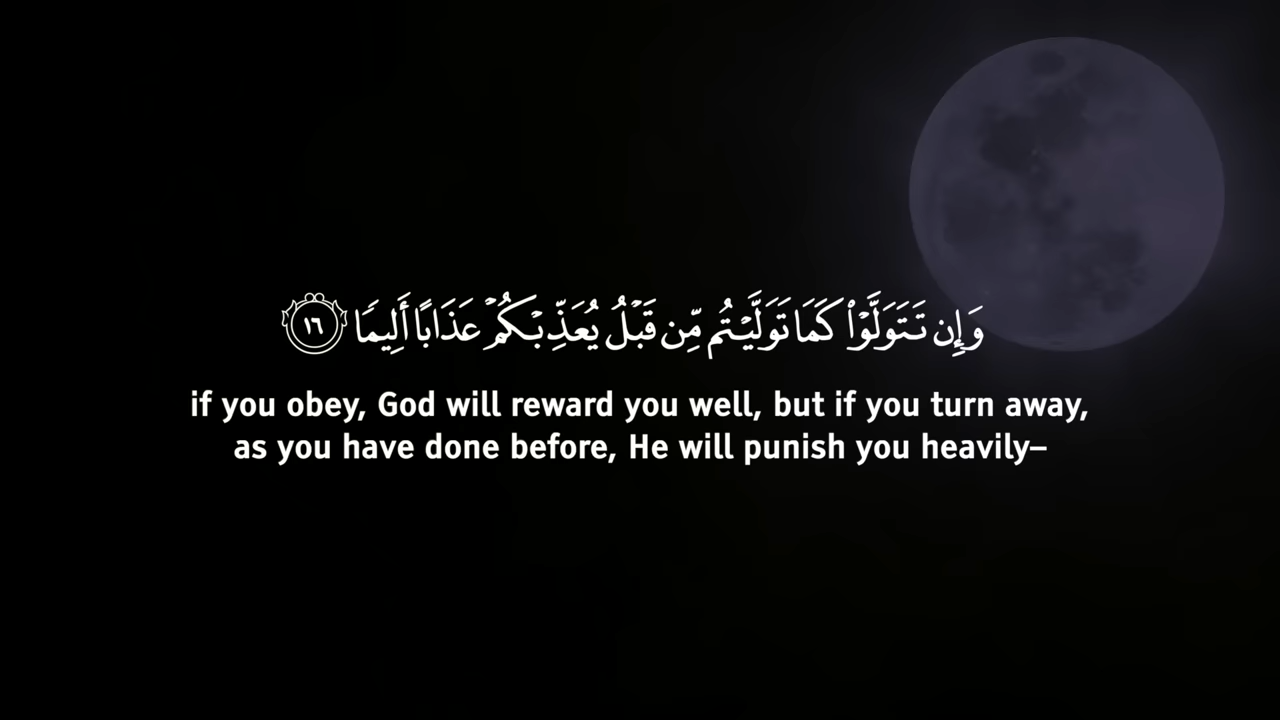 وَإِن تَتَوَلَّوْا۟ كَمَا تَوَلَّيْتُم مِّن قَبْلُ يُعَذِّبْكُمْ عَذَابًا أَلِيمًا ١٦
if you obey, God will reward you well, but if you turn away,
as you have done before, He will punish you heavily–